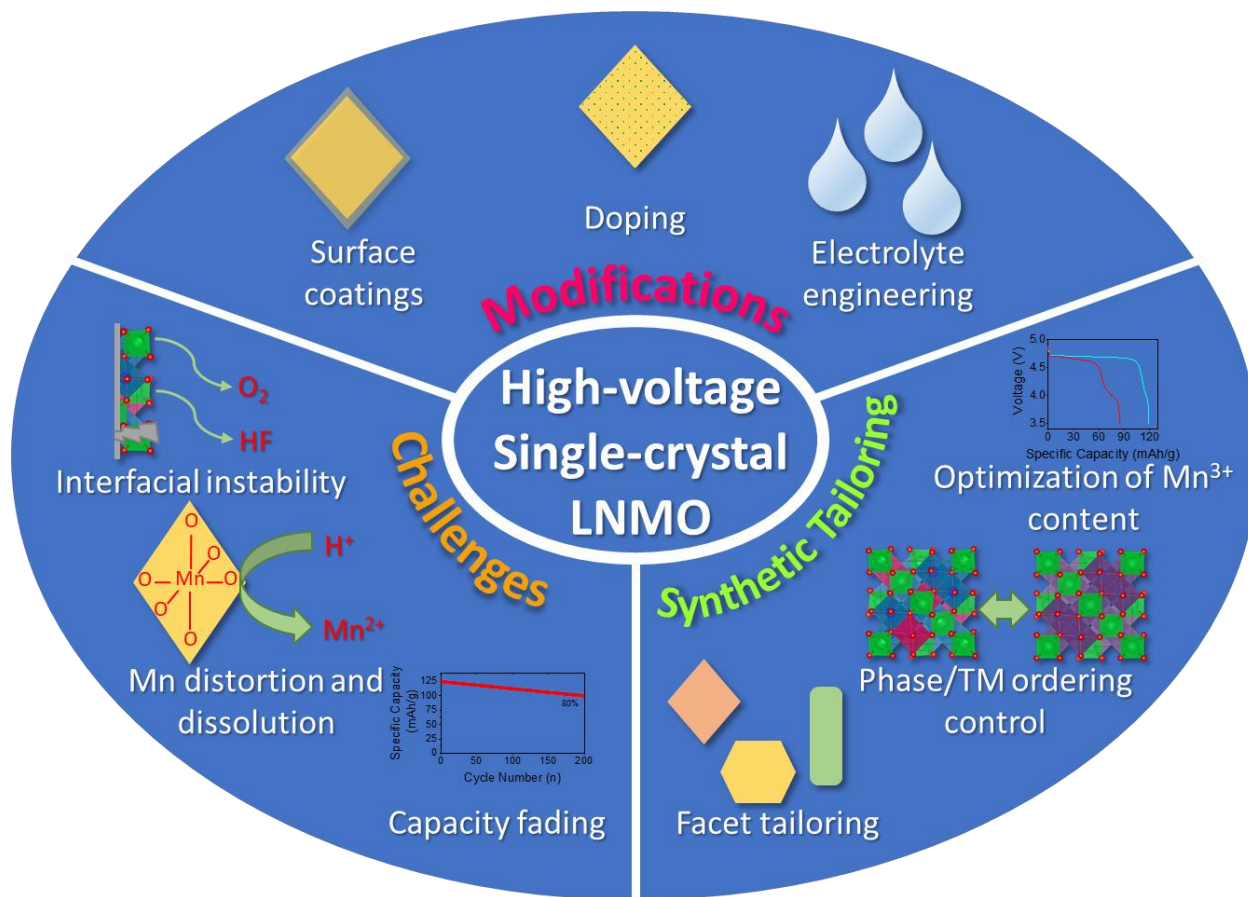 Surface
coatings
Doping
Electrolyte
engineering
Modifications
High-voltage
Single-crystal
LNMO
Challenges
O₂
HF
Interfacial instability
O
O
O Mn O
O
O
O
H⁺
Mn²⁺
Mn distortion and
dissolution
Specific Capacity
(mAh/g)
125
100
75
50
25
0
80%
0 50 100 150 200
Cycle Number (n)
Capacity fading
Synthetic Tailoring
Voltage (V)
5.0
4.5
4.0
3.5
0 30 60 90 120
Specific Capacity (mAh/g)
Optimization of Mn³⁺
content
Phase/TM ordering
control
Facet tailoring